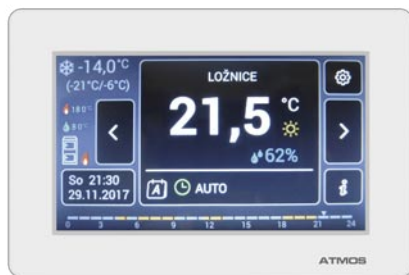 -14,0°C
(-21°C/-6°C)
LOŽNICE
21,5 °C
62%
180°
80°
So 21:30
29.11.2017
A AUTO
i
0 3 6 9 12 15 18 21 24
ATMOS